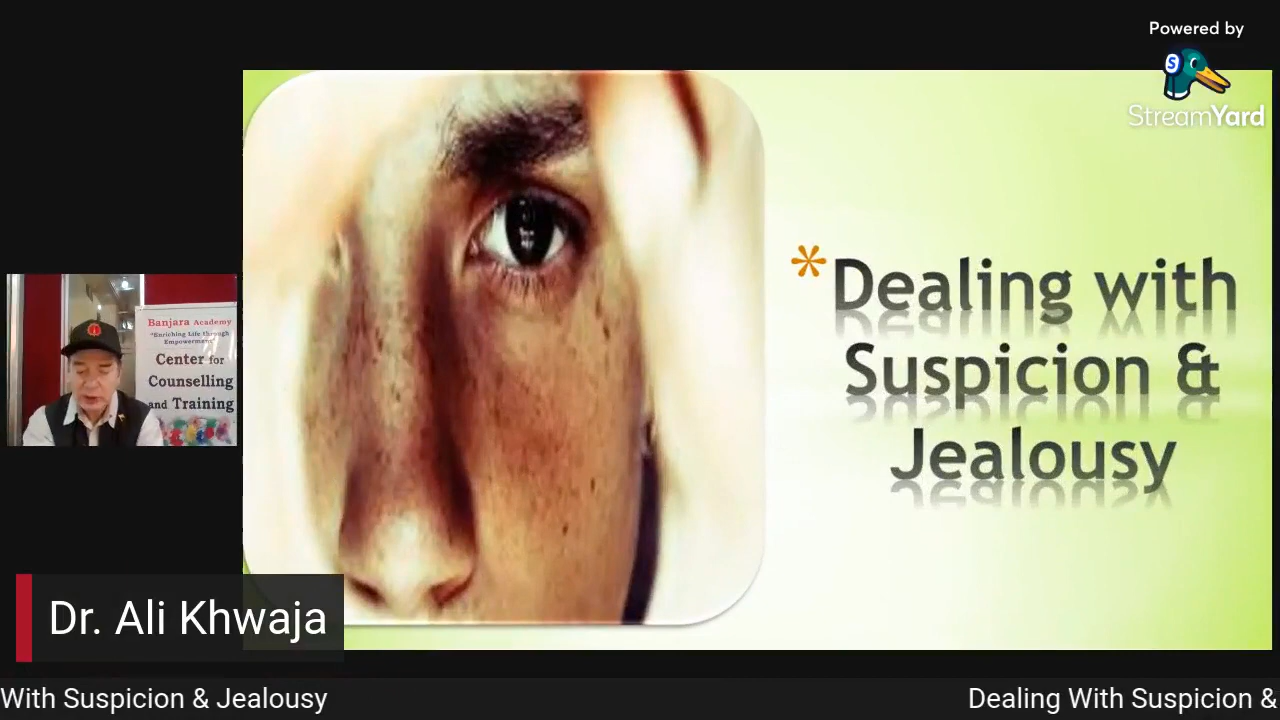 Powered by
StreamYard
*Dealing with
Suspicion &
Jealousy
Banjara Academy
"Enriching Life through
Empowerment"
Center for
Counselling
and Training
Dr. Ali Khwaja
With Suspicion & Jealousy
Dealing With Suspicion &